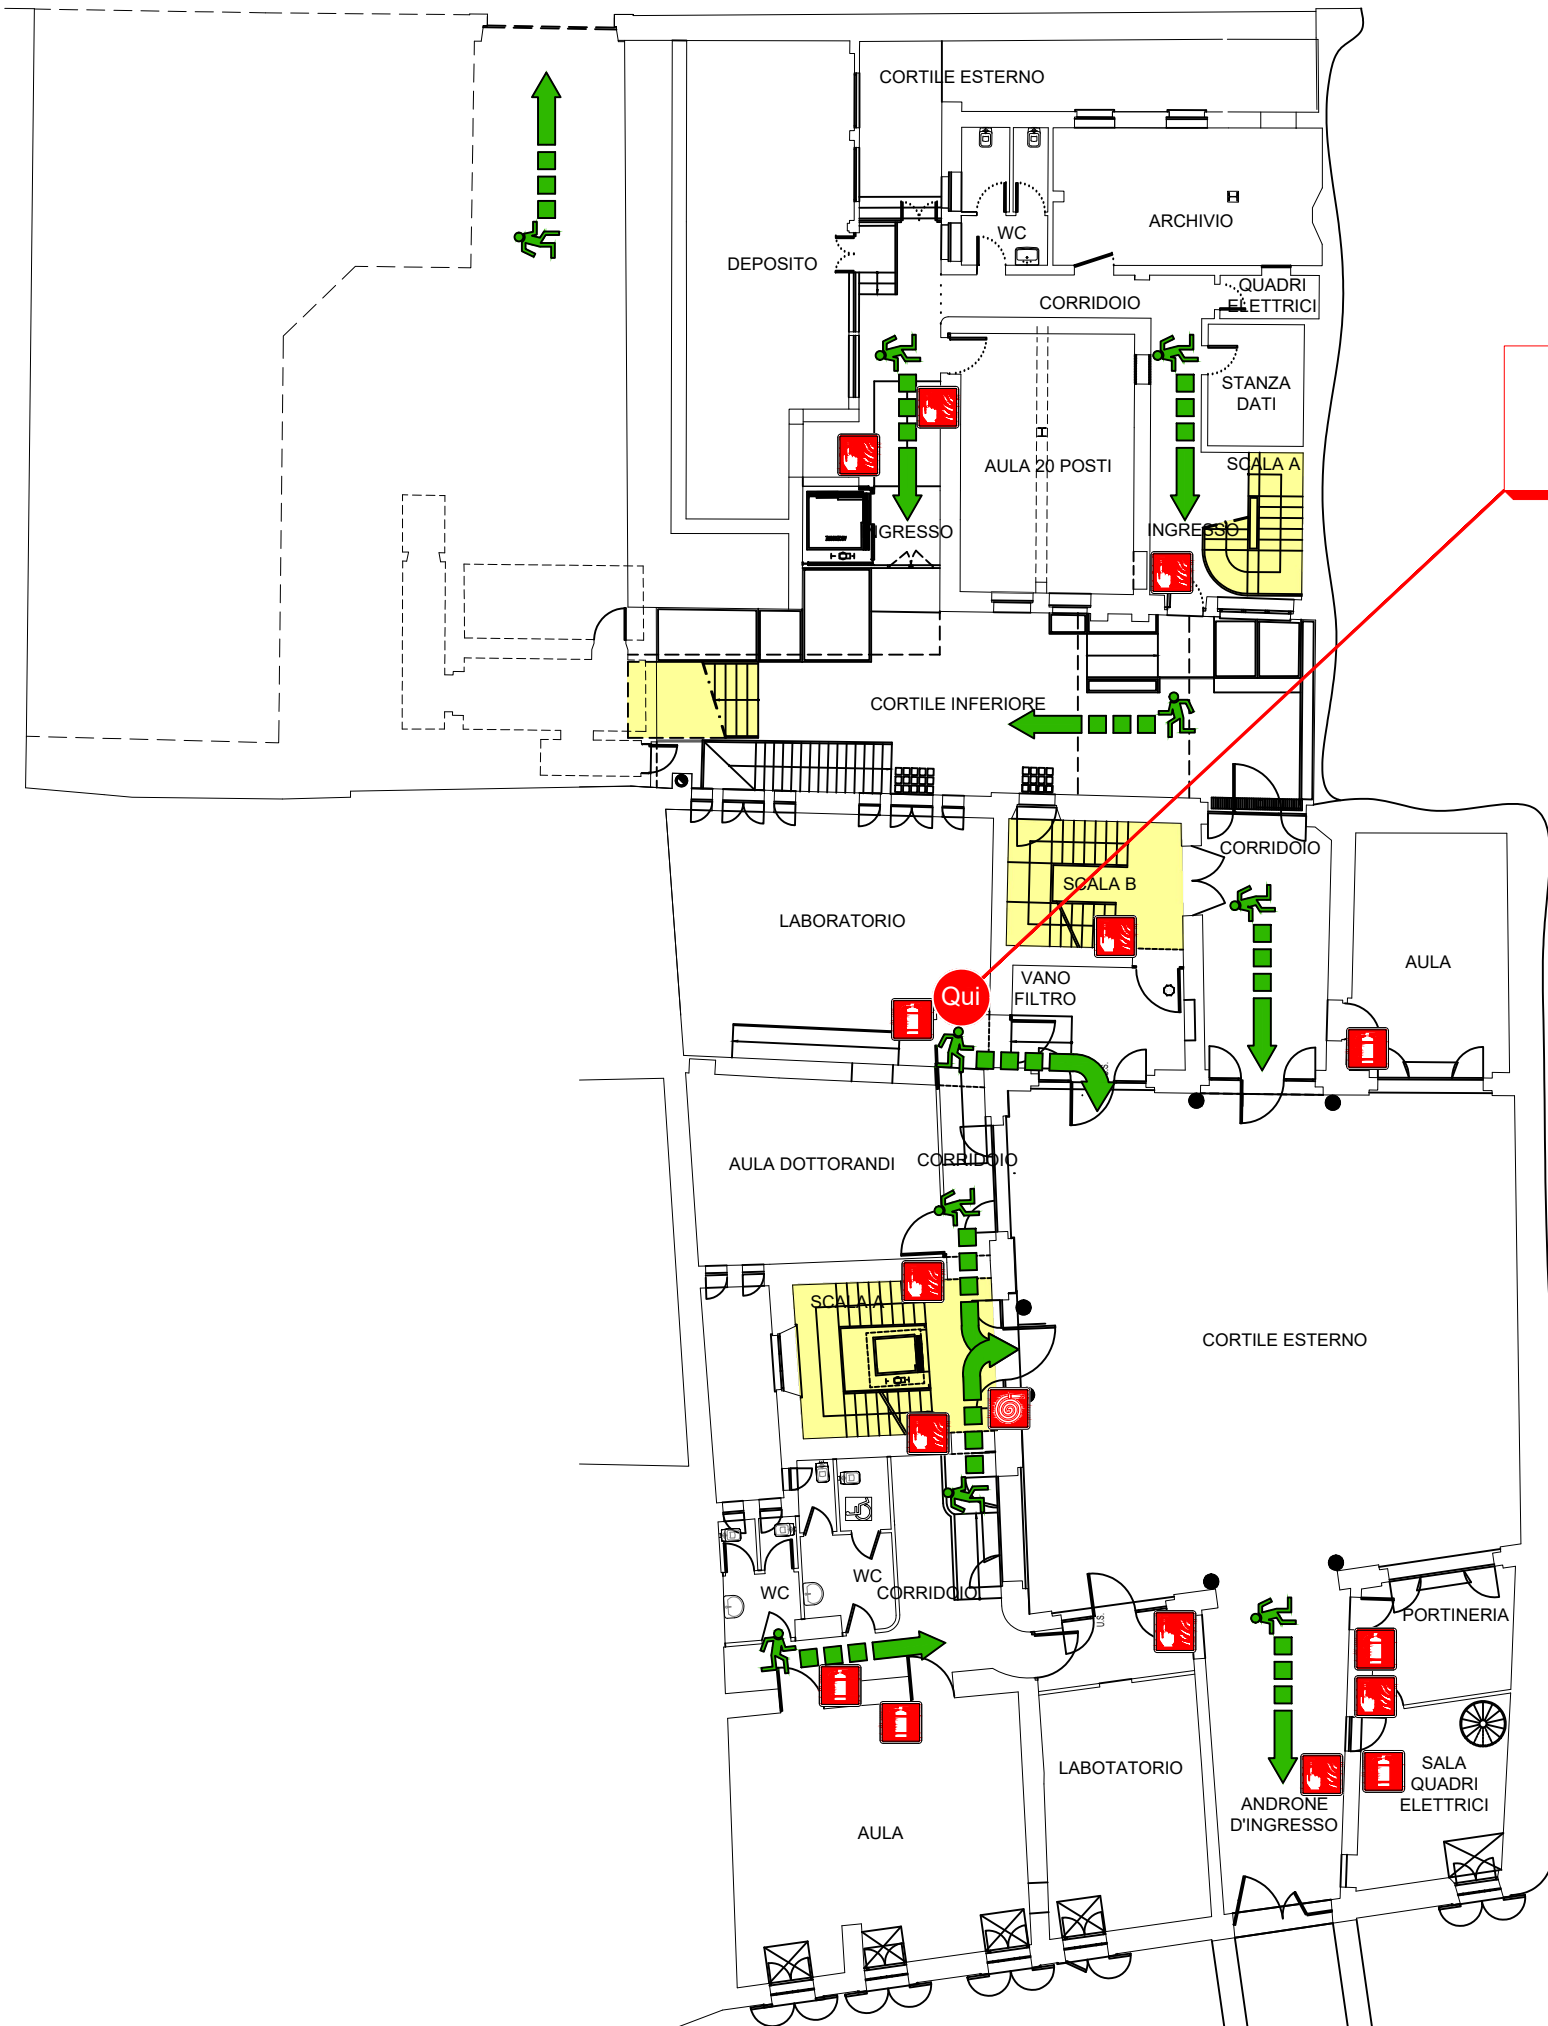 CORTILE ESTERNO
ARCHIVIO
WC
DEPOSITO
QUADRI
ELETTRICI
CORRIDOIO
STANZA
DATI
SCALA A
AULA 20 POSTI
INGRESSO
INGRESSO
CORTILE INFERIORE
CORRIDOIO
SCALA B
LABORATORIO
AULA
VANO
FILTRO
Qui
AULA DOTTORANDI
CORRIDOIO
SCALA A
CORTILE ESTERNO
WC
WC
CORRIDOIO
U.S.
PORTINERIA
LABOTATORIO
SALA
QUADRI
ELETTRICI
ANDRONE
D'INGRESSO
AULA